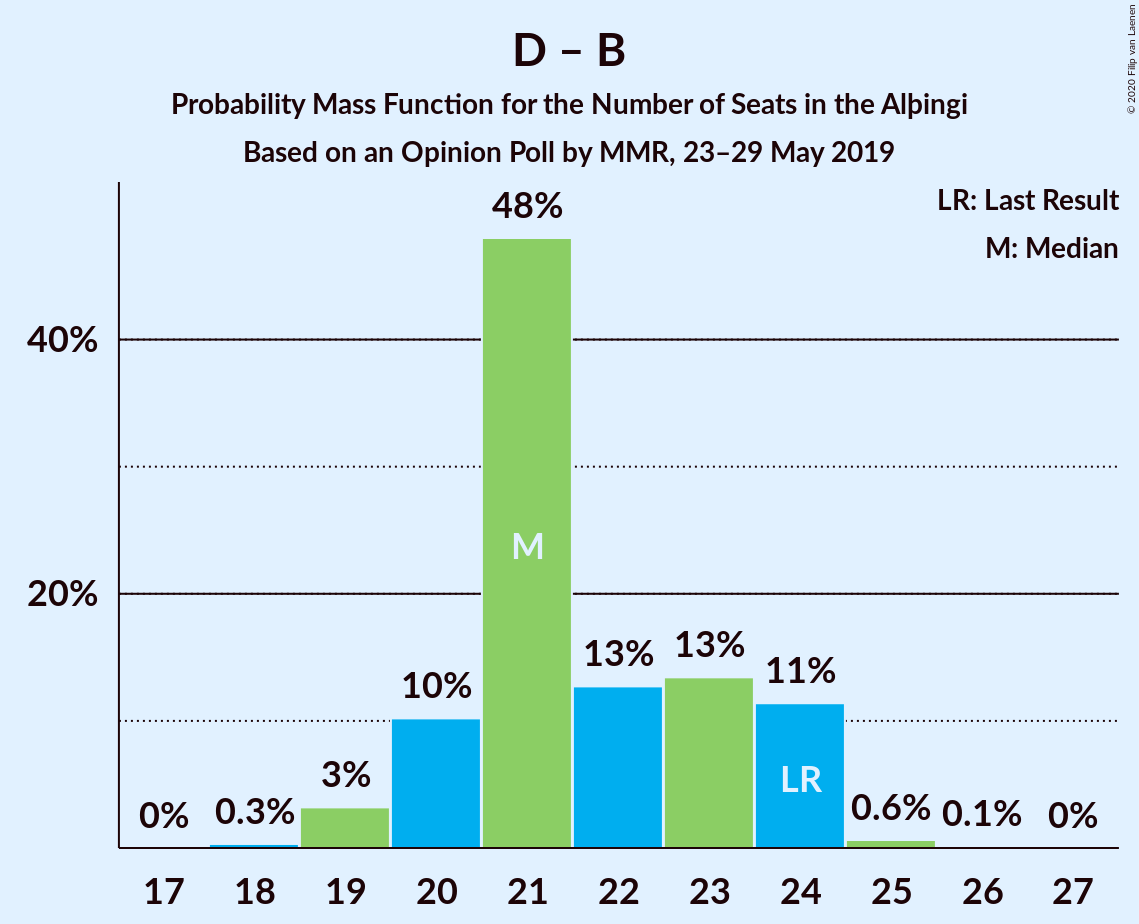 D – B
Probability Mass Function for the Number of Seats in the Alþingi
Based on an Opinion Poll by MMR, 23–29 May 2019
© 2020 Filip van Laenen
LR: Last Result
M: Median
48%
40%
M
20%
13%
13%
11%
10%
3%
LR
0%
0.3%
0.6%
0.1%
0%
17 18 19 20 21 22 23 24 25 26 27